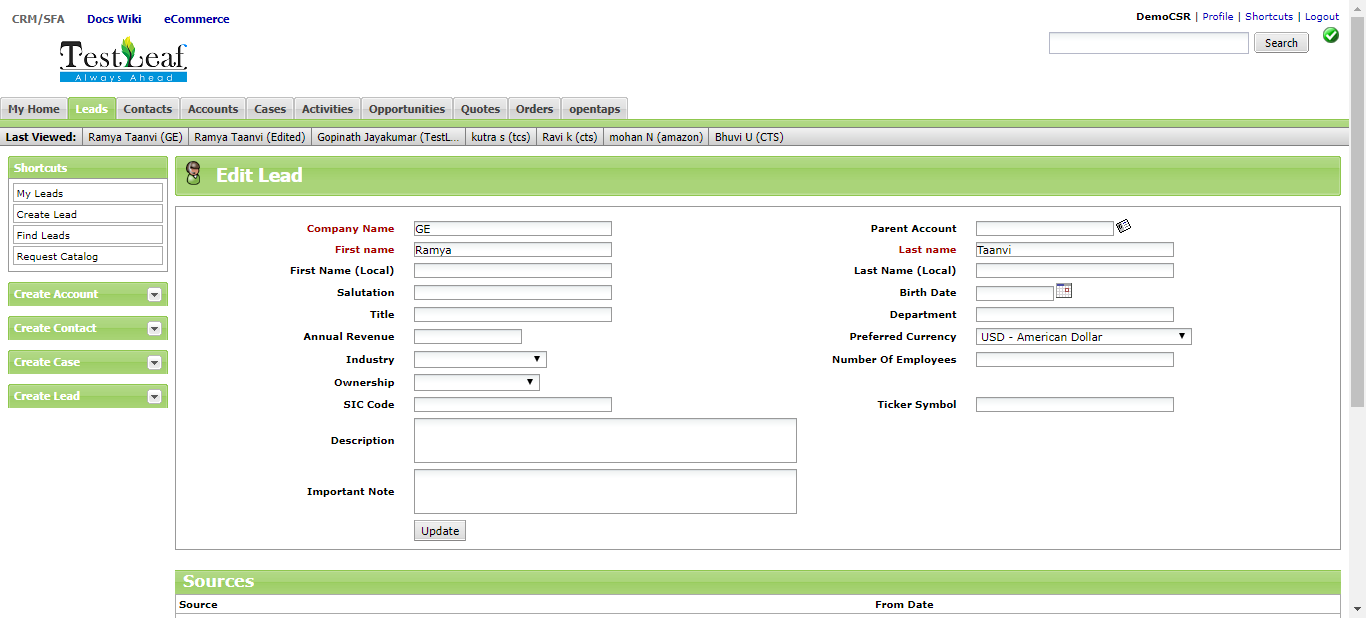 CRM/SFA Docs Wiki eCommerce
DemoCSR | Profile | Shortcuts | Logout
Search
TestLeaf
Always Ahead
My Home Leads Contacts Accounts Cases Activities Opportunities Quotes Orders opentaps
Last Viewed: Ramya Taanvi (GE) Ramya Taanvi (Edited) Gopinath Jayakumar (TestL... kutra s (tcs) Ravi k (cts) mohan N (amazon) Bhuvi U (CTS)
Shortcuts
My Leads
Create Lead
Find Leads
Request Catalog
Create Account
Create Contact
Create Case
Create Lead
Edit Lead
Company Name GE Parent Account
First name Ramya Last name Taanvi
First Name (Local) Last Name (Local)
Salutation Birth Date
Title Department
Annual Revenue Preferred Currency USD - American Dollar
Industry Number Of Employees
Ownership
SIC Code Ticker Symbol
Description
Important Note
Update
Sources
Source From Date